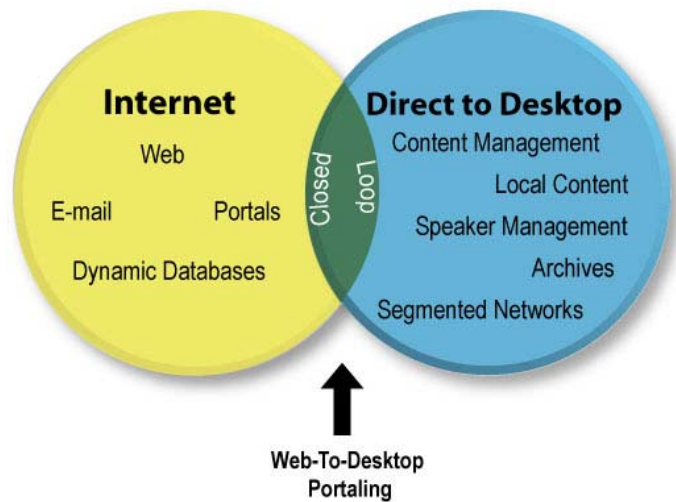 Internet
Web
E-mail
Portals
Dynamic Databases
Closed
Loop
Direct to Desktop
Content Management
Local Content
Speaker Management
Archives
Segmented Networks
Web-To-Desktop
Portaling